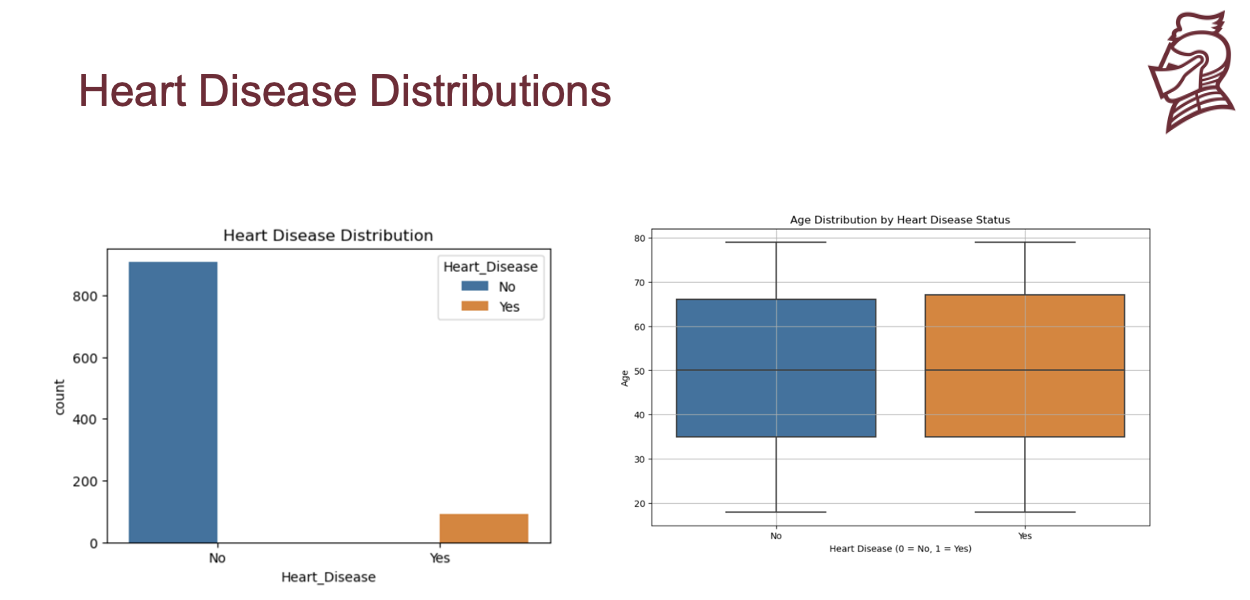 Heart Disease Distributions
Heart Disease Distribution
Heart_Disease
No
Yes
count
800
600
400
200
0
No Yes
Heart_Disease
Age Distribution by Heart Disease Status
Age
80
70
60
50
40
30
20
No Yes
Heart Disease (0 = No, 1 = Yes)